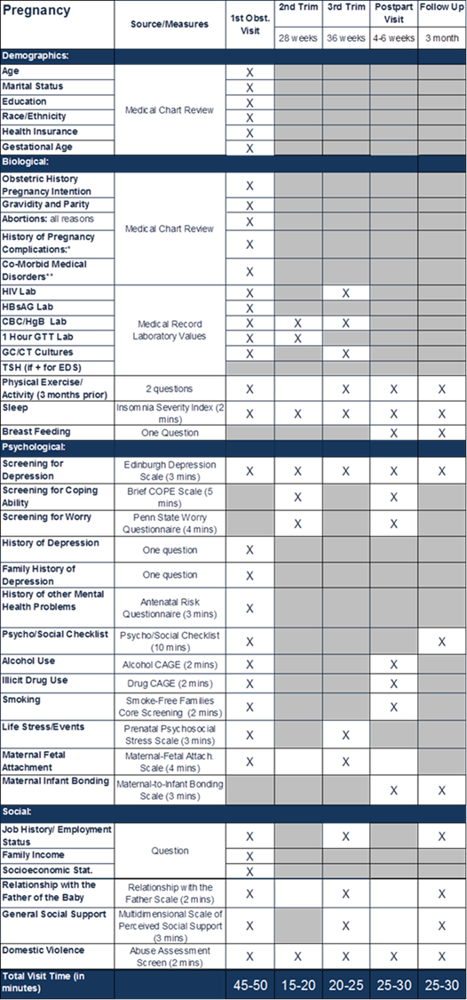 Pregnancy
Source/Measures
1st Obst. Visit
2nd Trim
3rd Trim
Postpart Visit
Follow Up
28 weeks
36 weeks
4-6 weeks
3 month
Demographics:
Age X
Medical Chart Review
Marital Status X
Education X
Race/Ethnicity X
Health Insurance X
Gestational Age X
Biological:
Obstetric History
Pregnancy Intention X
Medical Chart Review
Gravidity and Parity X
Abortions: all reasons X
History of Pregnancy
Complications:* X
Co-Morbid Medical
Disorders** X
HIV Lab X X
Medical Record
Laboratory Values
HBsAG Lab X
CBC/HgB Lab X X X
1 Hour GTT Lab X X
GC/CT Cultures X X
TSH (if + for EDS)
Physical Exercise/
Activity (3 months prior) 2 questions X X X X
Sleep Insomnia Severity Index (2
mins) X X X X X
Breast Feeding One Question X X
Psychological:
Screening for
Depression
Edinburgh Depression
Scale (3 mins) X X X X X
Screening for Coping
Ability
Brief COPE Scale (5
mins) X X
Screening for Worry
Penn State Worry
Questionnaire (4 mins) X X
History of Depression One question X
Family History of
Depression One question X
History of other Mental
Health Problems
Antenatal Risk
Questionnaire (3 mins) X
Psycho/Social Checklist
Psycho/Social Checklist
(10 mins) X X
Alcohol Use Alcohol CAGE (2 mins) X X
Illicit Drug Use Drug CAGE (2 mins) X X
Smoking
Smoke-Free Families
Core Screening (2 mins) X X
Life Stress/Events
Prenatal Psychosocial
Stress Scale (3 mins) X X
Maternal Fetal
Attachment
Maternal-Fetal Attach.
Scale (4 mins) X X
Maternal Infant Bonding
Maternal-to-Infant Bonding
Scale (3 mins) X X
Social:
Job History/ Employment
Status X X X
Question
Family Income X
Socioeconomic Stat. X
Relationship with the
Father of the Baby
Relationship with the
Father Scale (2 mins) X X X
General Social Support
Multidimensional Scale of
Perceived Social Support
(3 mins) X X X
Domestic Violence
Abuse Assessment
Screen (2 mins) X X X X X
Total Visit Time (in
minutes) 45-50 15-20 20-25 25-30 25-30